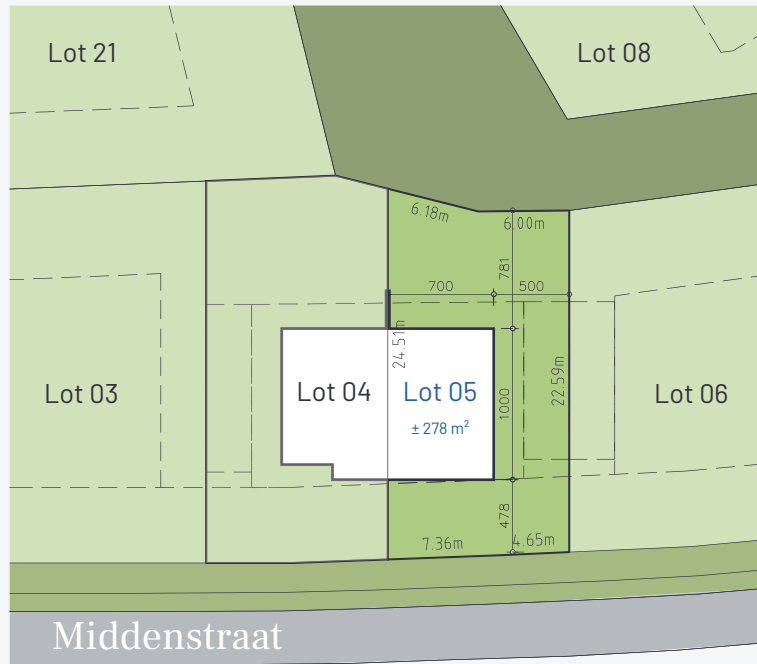 Lot 21
Lot 08
6.18m
6.00m
781
700
500
24.51m
22.59m
Lot 03
Lot 04
Lot 05
Lot 06
± 278 m²
1000
478
7.36m
4.65m
Middenstraat